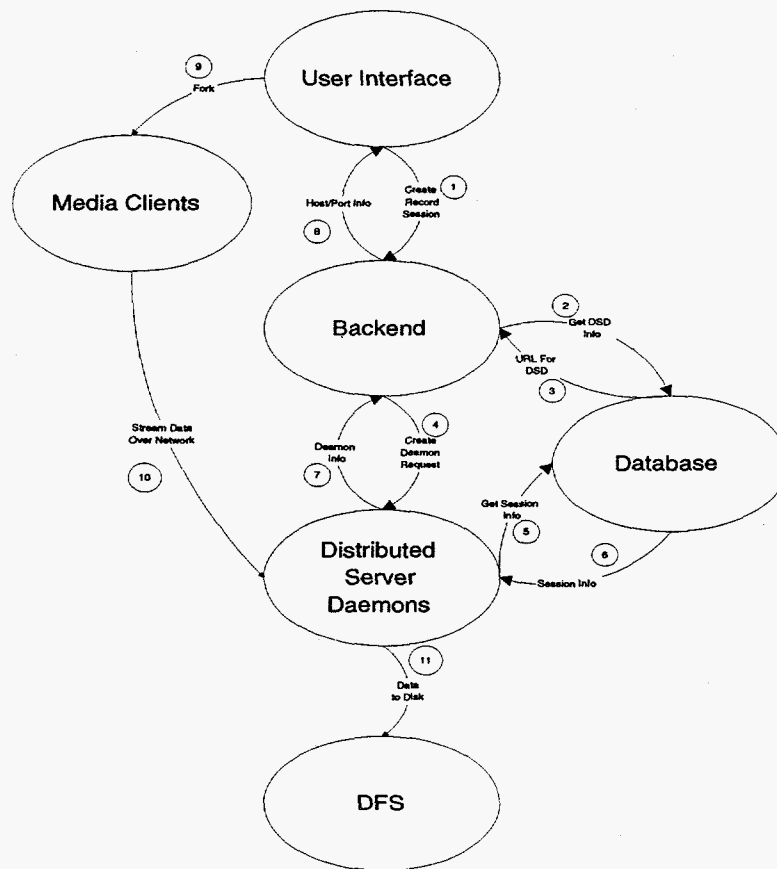 9
Fork
User Interface
Media Clients
Host/Port Info
8
Create
Record
Session
1
Backend
2
Get DSD
Info
URL For
DSD
3
Stream Data
Over Network
10
Deamon
Info
7
4
Create
Deamon
Request
Database
Get Session
Info
5
6
Session Info
Distributed
Server
Daemons
11
Data
to Disk
DFS